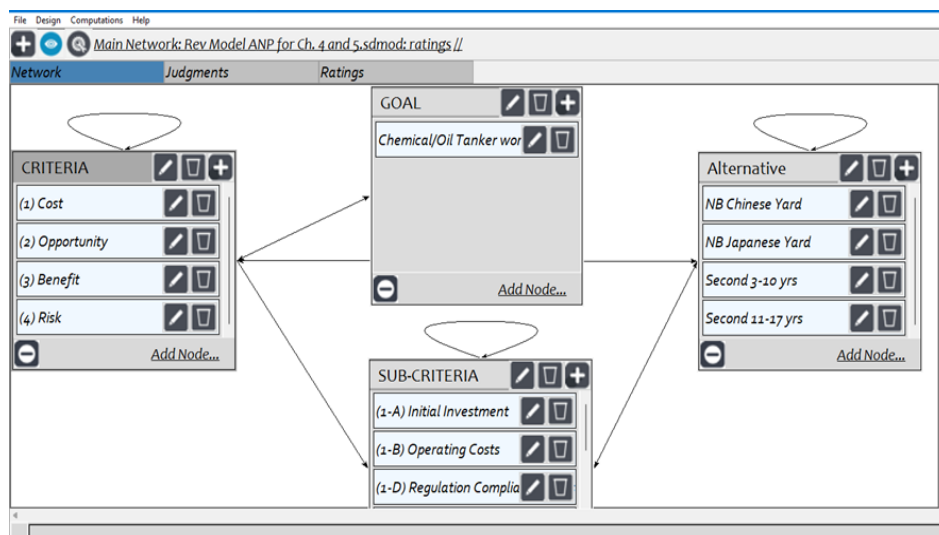 File Design Computations Help
Main Network: Rev Model ANP for Ch. 4 and 5.sdmod: ratings //
Network Judgments Ratings
GOAL
Chemical/Oil Tanker wor
Add Node...
CRITERIA
(1) Cost
(2) Opportunity
(3) Benefit
(4) Risk
Add Node...
Alternative
NB Chinese Yard
NB Japanese Yard
Second 3-10 yrs
Second 11-17 yrs
Add Node...
SUB-CRITERIA
(1-A) Initial Investment
(1-B) Operating Costs
(1-D) Regulation Complia